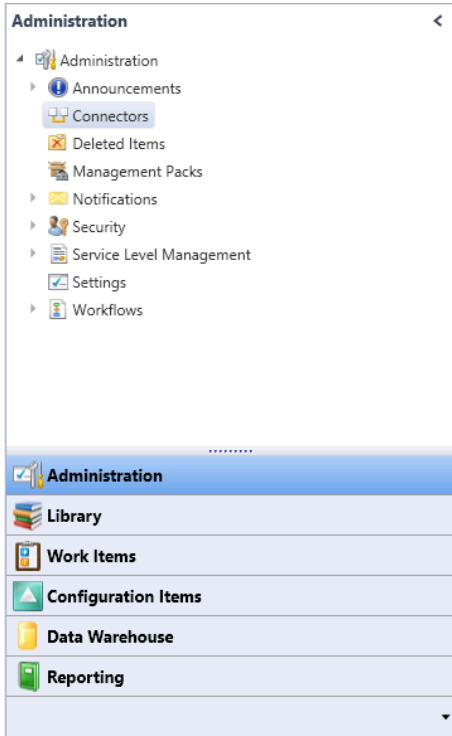 Administration
Administration
Announcements
Connectors
Deleted Items
Management Packs
Notifications
Security
Service Level Management
Settings
Workflows
Administration
Library
Work Items
Configuration Items
Data Warehouse
Reporting